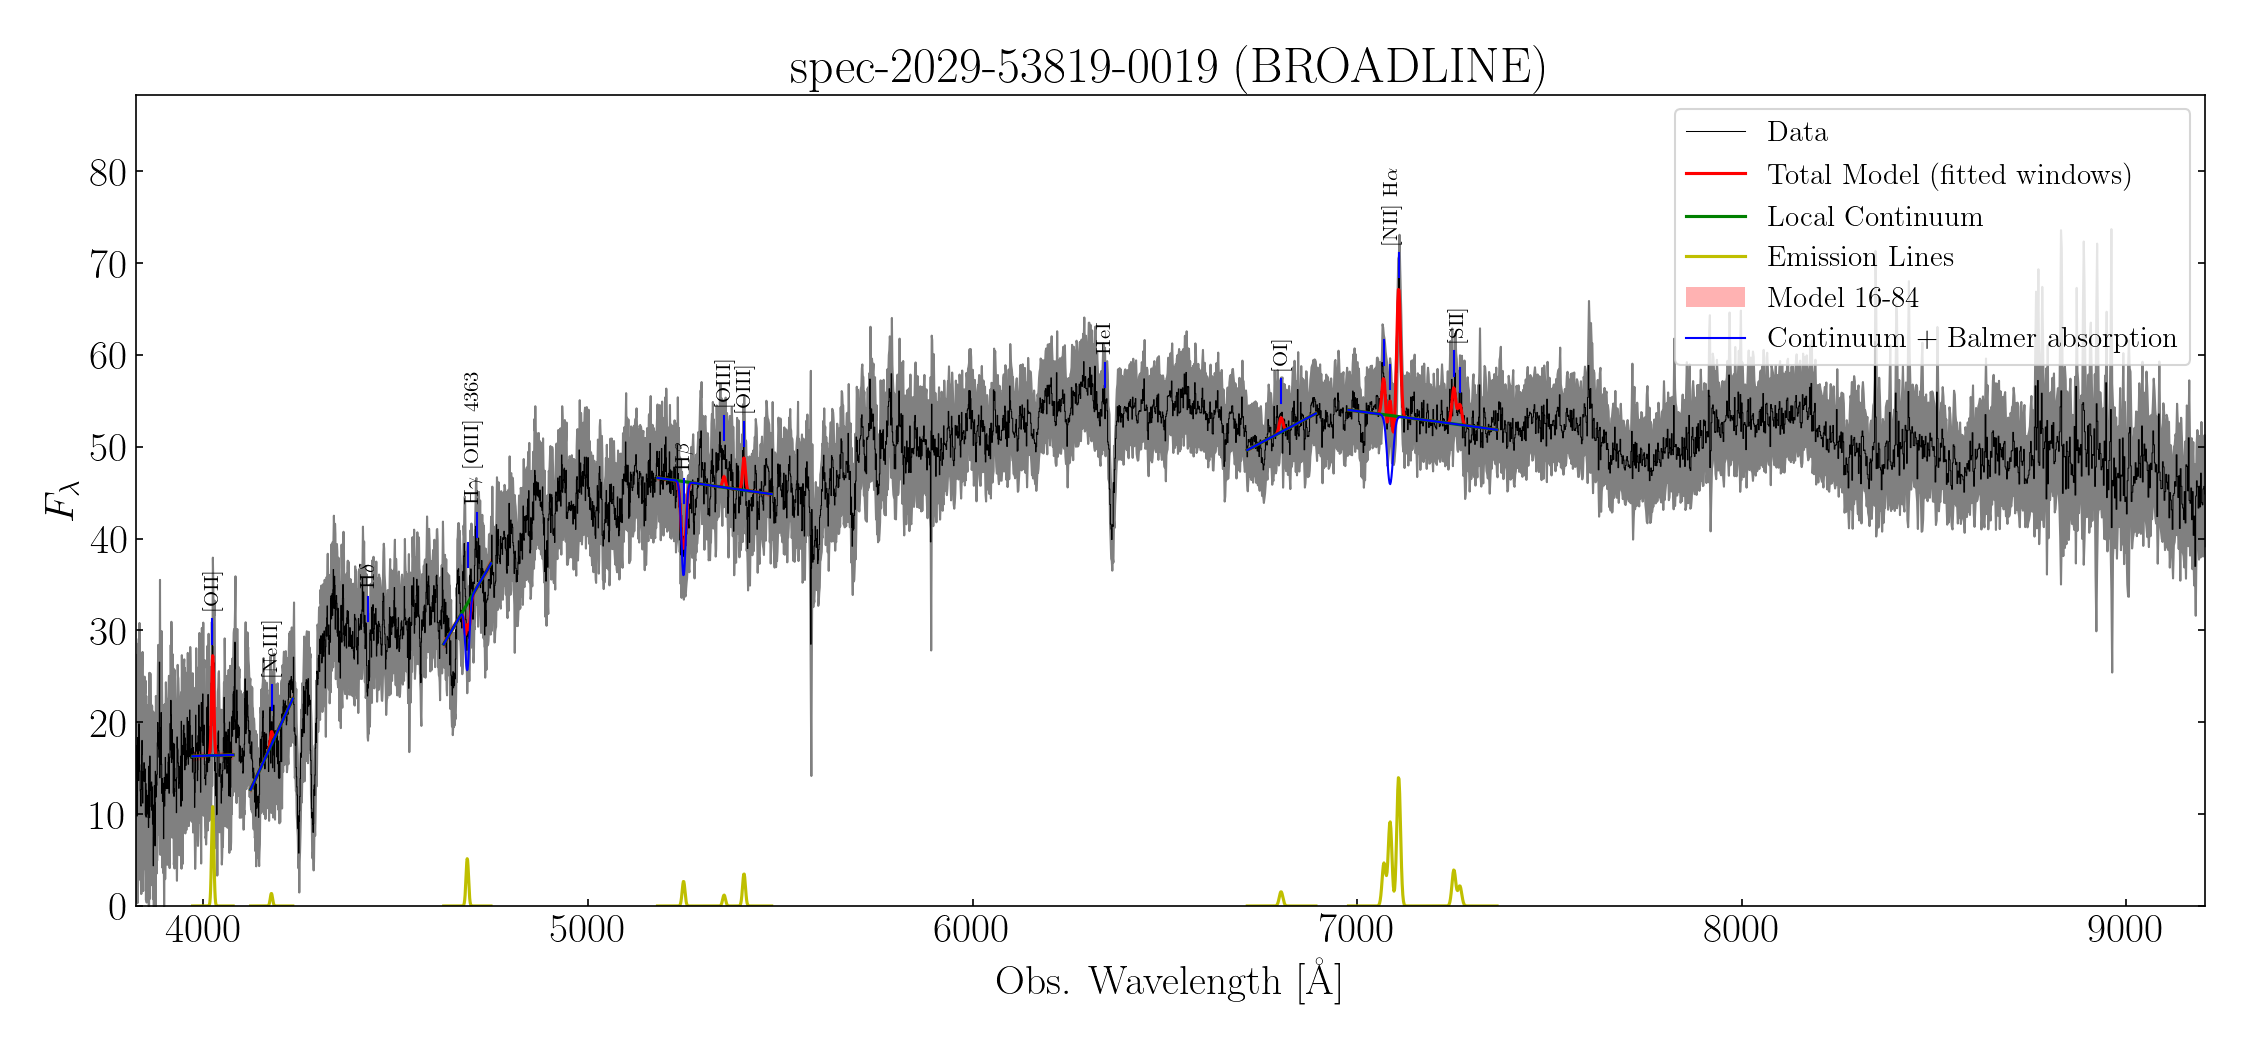 spec-2029-53819-0019 (BROADLINE)
Data
Total Model (fitted windows)
Local Continuum
Emission Lines
Model 16-84
Continuum + Balmer absorption
[OII]
[NeIII]
Hδ
Hγ [OIII] 4363
Hβ
[OIII]
[OIII]
HeI
[OI]
[NII] Hα
[SII]
Fλ
80
70
60
50
40
30
20
10
0
4000 5000 6000 7000 8000 9000
Obs. Wavelength [Å]